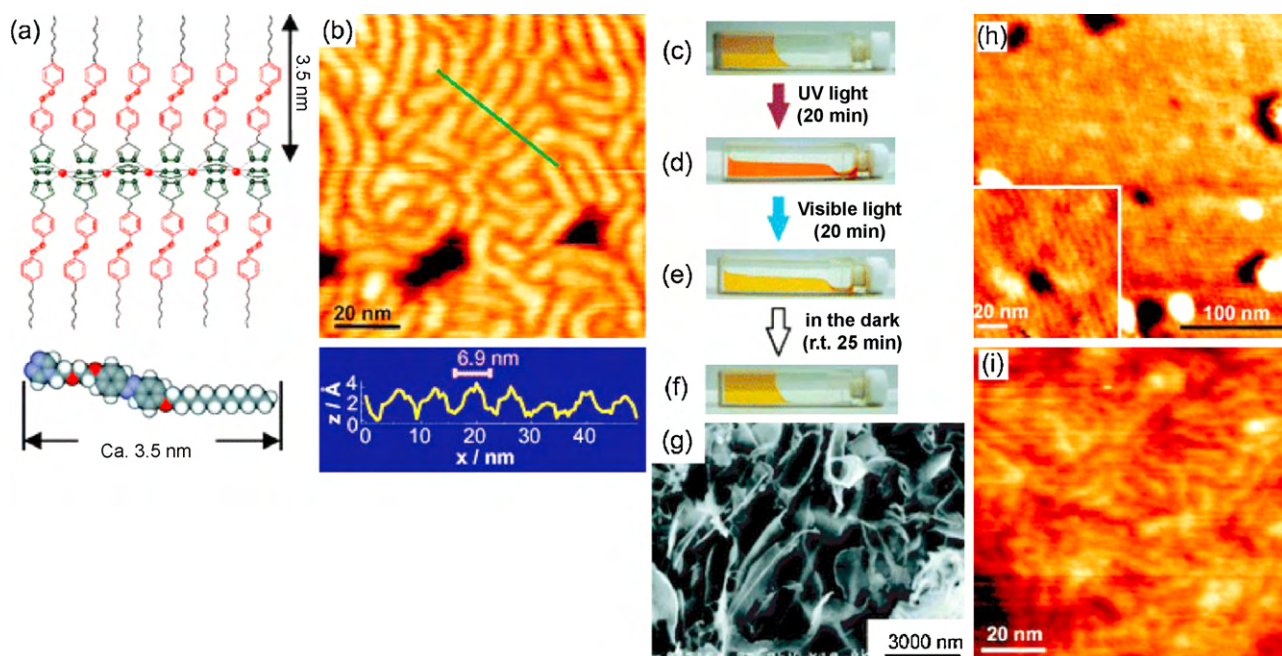 (a)
3.5 nm
Ca. 3.5 nm
(b)
20 nm
6.9 nm
z / Å
4
2
0
0
10
20
30
40
x / nm
(c)
UV light
(20 min)
(d)
Visible light
(20 min)
(e)
in the dark
(r.t. 25 min)
(f)
(g)
3000 nm
(h)
20 nm
100 nm
(i)
20 nm